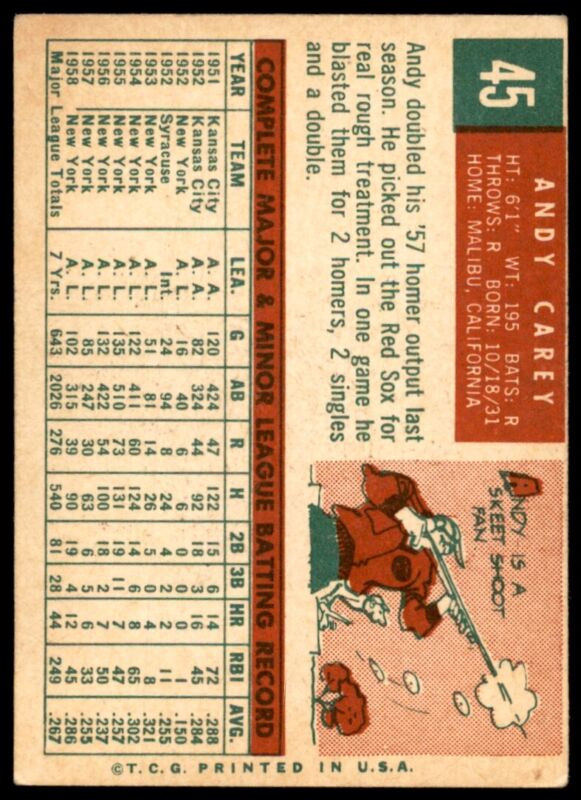 45
ANDY CAREY
HT: 6'1" WT: 195 BATS: R
THROWS: R BORN: 10/18/31
HOME: MALIBU, CALIFORNIA
Andy doubled his '57 homer output last
season. He picked out the Red Sox for
real rough treatment. In one game he
blasted them for 2 homers, 2 singles
and a double.
ANDY IS A
SKEET SHOOT
FAN
COMPLETE MAJOR & MINOR LEAGUE BATTING RECORD
YEAR TEAM LEA. G AB R H 2B 3B HR RBI AVG.
1951 Kansas City A. A. 120 424 47 122 15 6 14 72 .288
1952 Kansas City A. A. 82 324 44 92 18 3 16 45 .284
1952 New York A. L. 16 40 6 6 0 0 0 1 .150
1952 Syracuse Int. 24 94 8 24 4 2 2 11 .255
1953 New York A. L. 51 81 14 26 5 0 4 8 .321
1954 New York A. L. 122 411 60 124 14 6 8 65 .302
1955 New York A. L. 135 510 73 131 19 11 7 47 .257
1956 New York A. L. 132 422 54 100 18 2 7 50 .237
1957 New York A. L. 85 247 30 63 6 5 6 33 .255
1958 New York A. L. 102 315 39 90 19 4 12 45 .286
Major League Totals 7 Yrs. 643 2026 276 540 81 28 44 249 .267
© T. C. G. PRINTED IN U.S.A.